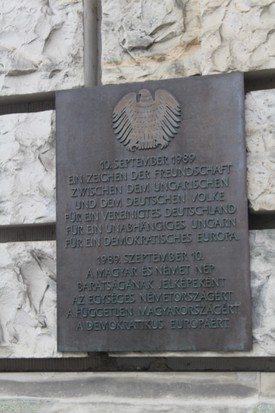 10. SEPTEMBER 1989
EIN ZEICHEN DER FREUNDSCHAFT
ZWISCHEN DEM UNGARISCHEN
UND DEM DEUTSCHEN VOLKE
FÜR EIN VEREINIGTES DEUTSCHLAND
FÜR EIN UNABHÄNGIGES UNGARN
FÜR EIN DEMOKRATISCHES EUROPA.
1989 SZEPTEMBER 10.
A MAGYAR ÉS NÉMET NÉP
BARÁTSÁGÁNAK JELKÉPEKÉNT
AZ EGYSÉGES NÉMETORSZÁGÉRT
A FÜGGETLEN MAGYARORSZÁGÉRT
A DEMOKRATIKUS EURÓPÁÉRT